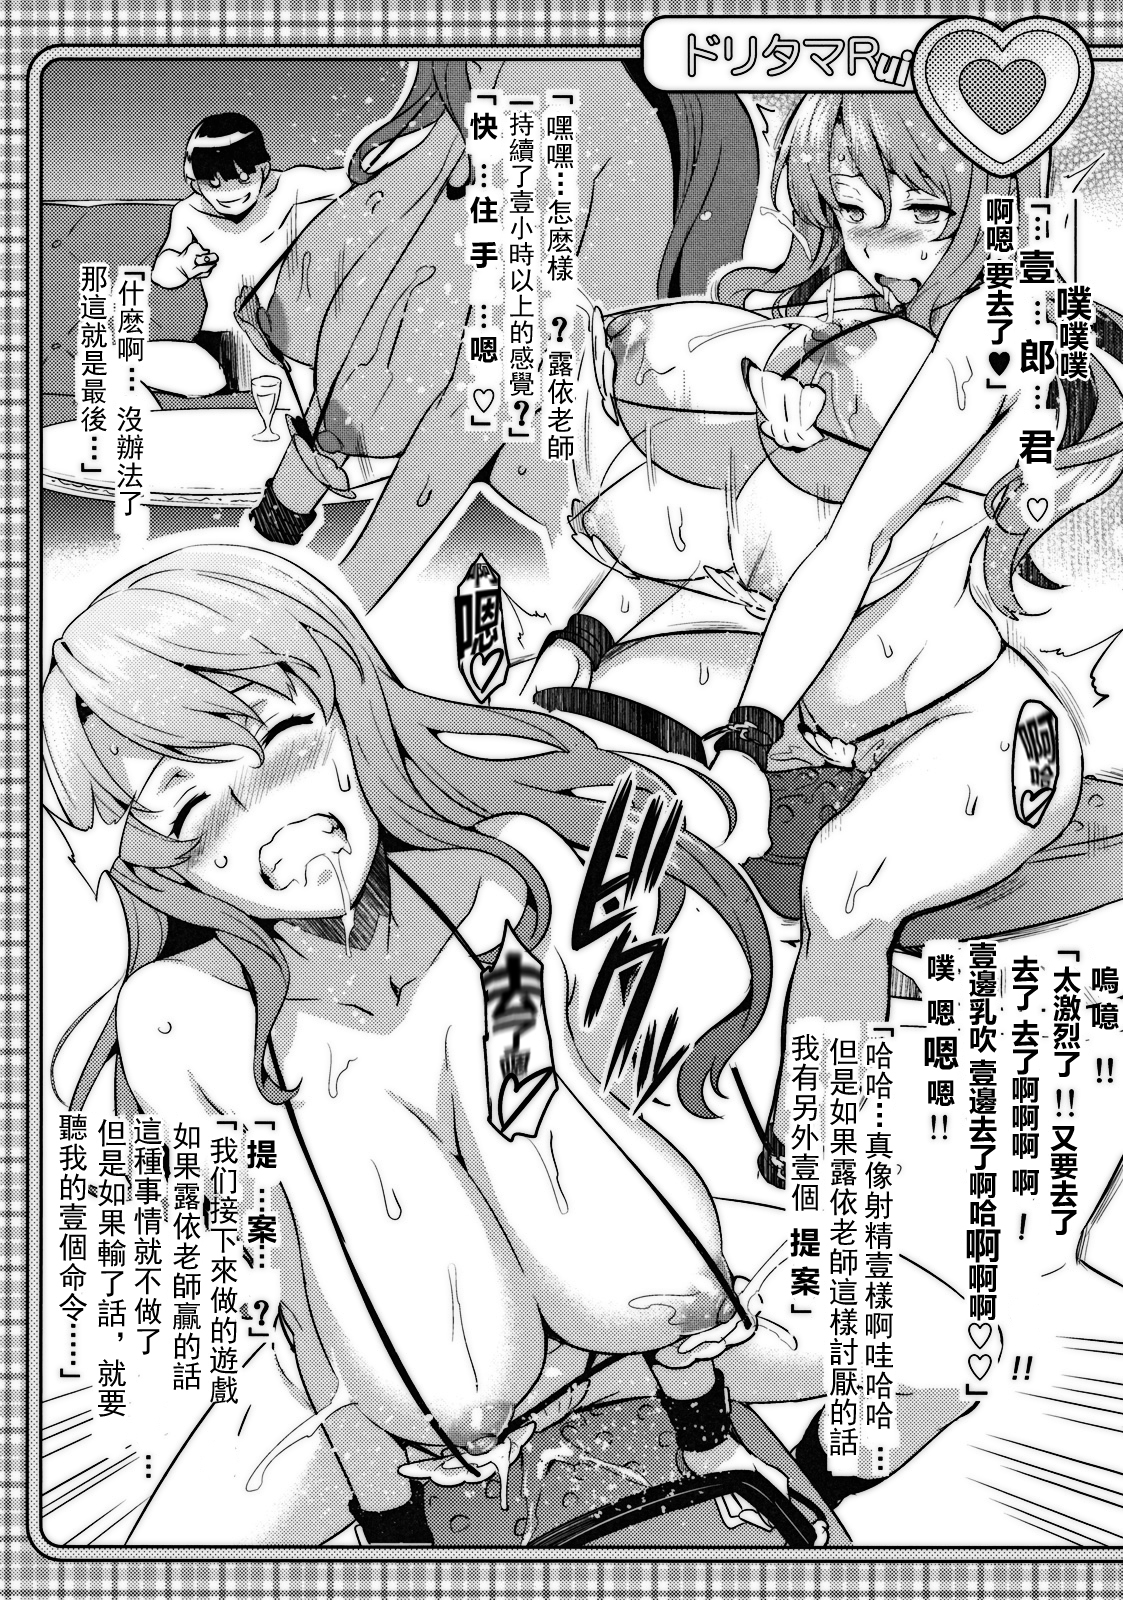 ドリタマRui
噗噗噗
「…壹…郎…君♡
啊嗯 要去了♥」
「嘿嘿…怎麼樣？露依老師
一持續了壹小時以上的感覺？」
「快…住手…嗯♡」
「什麼啊…沒辦法了
那這就是最後…」
啊嗯♡
嗚噫!!
「太激烈了!!又要去了
去了 去了啊啊啊 啊!
壹邊乳吹 壹邊去了啊哈啊啊啊♡♡」
噗嗯嗯嗯!!
!!
去了
「哈哈…真像射精壹樣啊哇哈哈…
但是如果露依老師這樣討厭的話
我有另外壹個「提案」
「提…案…？」
「我们接下來做的遊戲
如果露依老師贏的話
這種事情就不做了
但是如果輸了話，就要
聽我的壹個命令……」
…